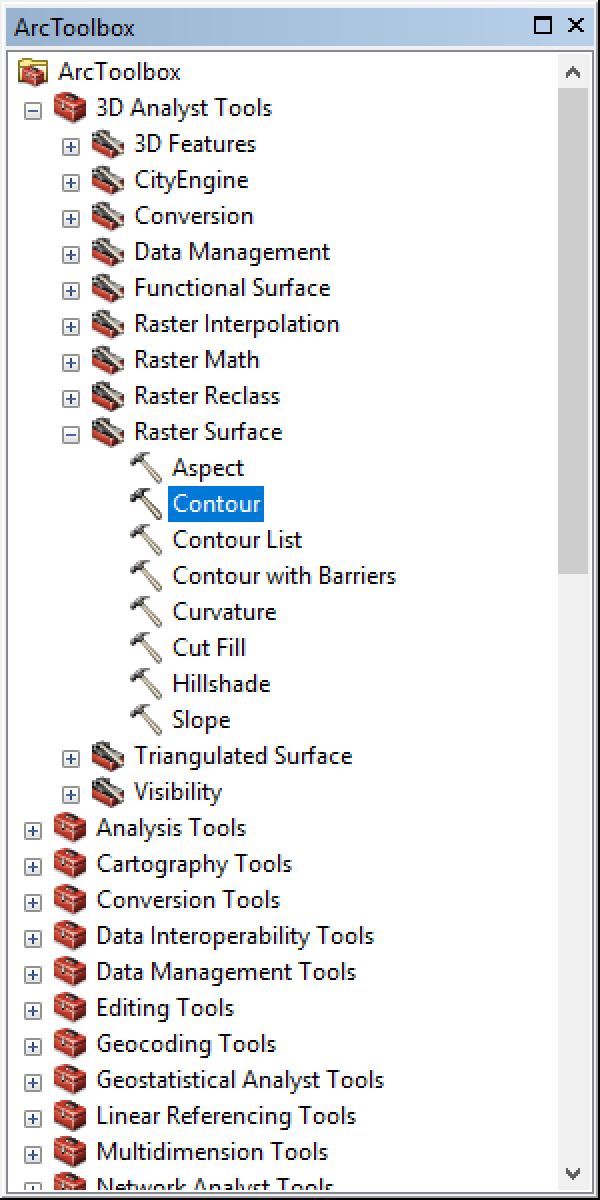 ArcToolbox
ArcToolbox
3D Analyst Tools
3D Features
CityEngine
Conversion
Data Management
Functional Surface
Raster Interpolation
Raster Math
Raster Reclass
Raster Surface
Aspect
Contour
Contour List
Contour with Barriers
Curvature
Cut Fill
Hillshade
Slope
Triangulated Surface
Visibility
Analysis Tools
Cartography Tools
Conversion Tools
Data Interoperability Tools
Data Management Tools
Editing Tools
Geocoding Tools
Geostatistical Analyst Tools
Linear Referencing Tools
Multidimension Tools
Network Analyst Tools